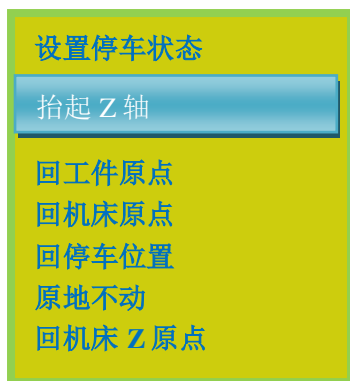 设置停车状态
抬起 Z 轴
回工件原点
回机床原点
回停车位置
原地不动
回机床 Z 原点